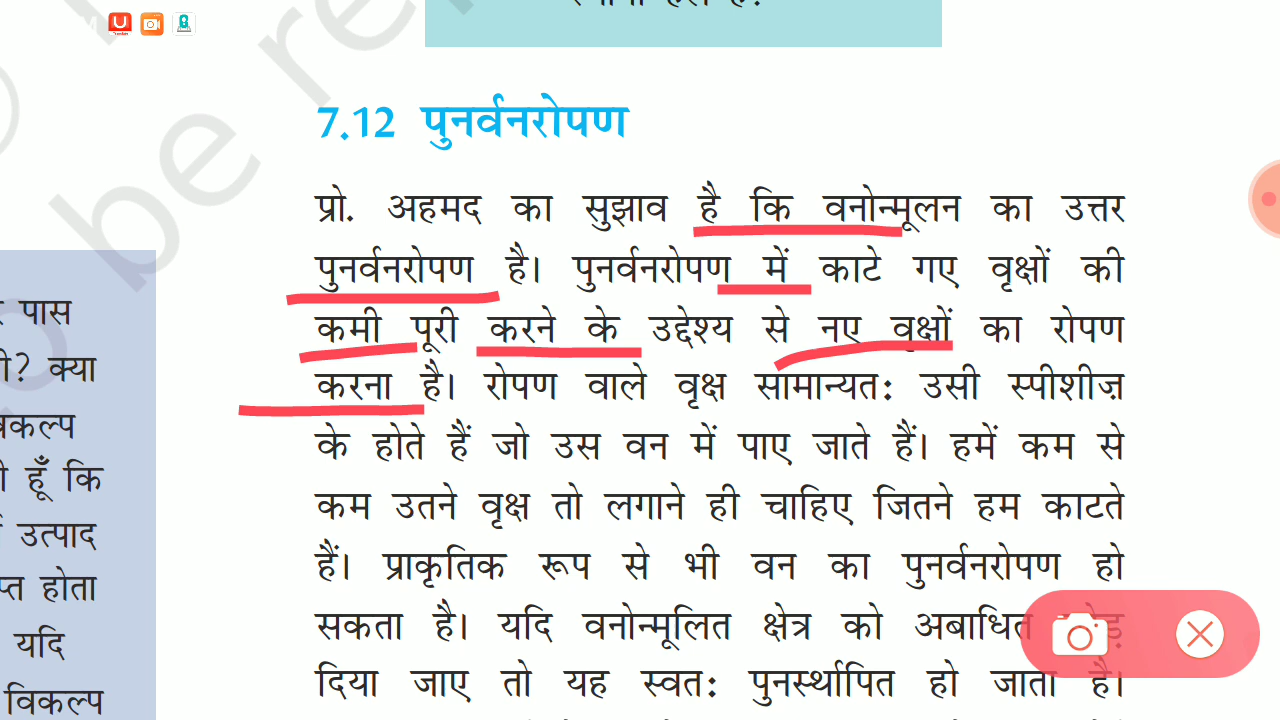 7.12 पुनर्वनरोपण
प्रो. अहमद का सुझाव है कि वनोन्मूलन का उत्तर
पुनर्वनरोपण है। पुनर्वनरोपण में काटे गए वृक्षों की
कमी पूरी करने के उद्देश्य से नए वृक्षों का रोपण
करना है। रोपण वाले वृक्ष सामान्यतः उसी स्पीशीज़
के होते हैं जो उस वन में पाए जाते हैं। हमें कम से
कम उतने वृक्ष तो लगाने ही चाहिए जितने हम काटते
हैं। प्राकृतिक रूप से भी वन का पुनर्वनरोपण हो
सकता है। यदि वनोन्मूलित क्षेत्र को अबाधित
दिया जाए तो यह स्वतः पुनर्स्थापित हो जाता है।
पास
? क्या
हूँ कि
उत्पाद
होता
यदि
विकल्प
be re